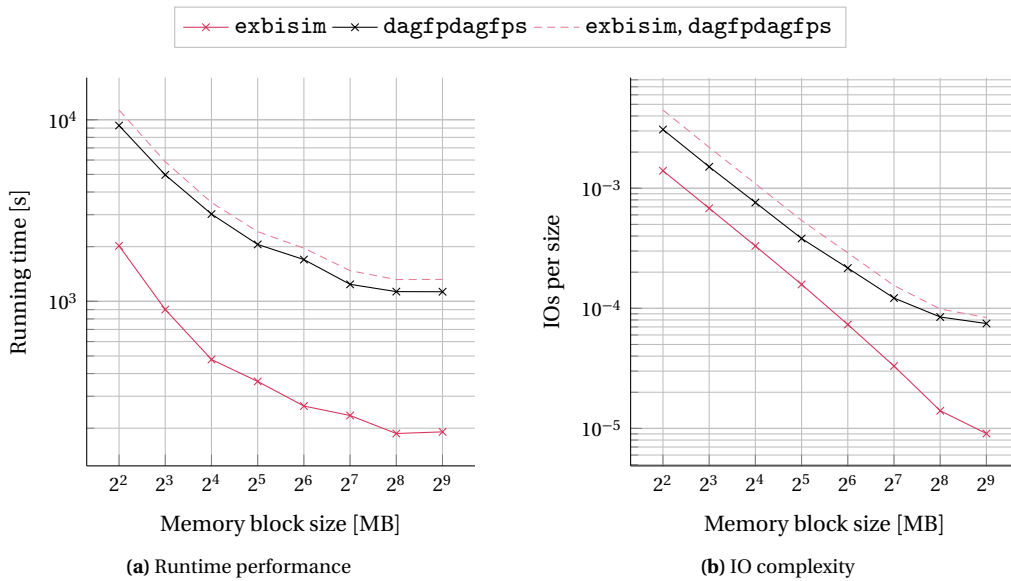 exbisim dagfpdagfps exbisim, dagfpdagfps
Running time [s]
10^4
10^3
2^2 2^3 2^4 2^5 2^6 2^7 2^8 2^9
Memory block size [MB]
(a) Runtime performance
IOs per size
10^-3
10^-4
10^-5
2^2 2^3 2^4 2^5 2^6 2^7 2^8 2^9
Memory block size [MB]
(b) IO complexity